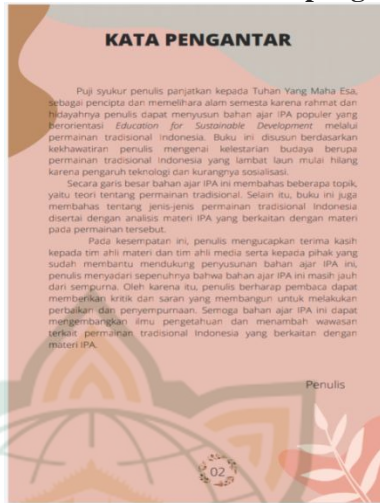 KATA PENGANTAR
Puji syukur penulis panjatkan kepada Tuhan Yang Maha Esa,
sebagai pencipta dan memelihara alam semesta karena rahmat dan
hidayahnya penulis dapat menyusun bahan ajar IPA populer yang
berorientasi Education for Sustainable Development melalui
permainan tradisional Indonesia. Buku ini disusun berdasarkan
kekhawatiran penulis mengenai kelestarian budaya berupa
permainan tradisional Indonesia yang lambat laun mulai hilang
karena pengaruh teknologi dan kurangnya sosialisasi.
Secara garis besar bahan ajar IPA ini membahas beberapa topik,
yaitu teori tentang permainan tradisional. Selain itu, buku ini juga
membahas tentang jenis-jenis permainan tradisional Indonesia
disertai dengan analisis materi IPA yang berkaitan dengan materi
pada permainan tersebut.
Pada kesempatan ini, penulis mengucapkan terima kasih
kepada tim ahli materi dan tim ahli media serta kepada pihak yang
sudah membantu mendukung penyusunan bahan ajar IPA ini,
penulis menyadari sepenuhnya bahwa bahan ajar IPA ini masih jauh
dari sempurna. Oleh karena itu, penulis berharap pembaca dapat
memberikan kritik dan saran yang membangun untuk melakukan
perbaikan dan penyempurnaan. Semoga bahan ajar IPA ini dapat
mengembangkan ilmu pengetahuan dan menambah wawasan
terkait permainan tradisional Indonesia yang berkaitan dengan
materi IPA.
Penulis
02